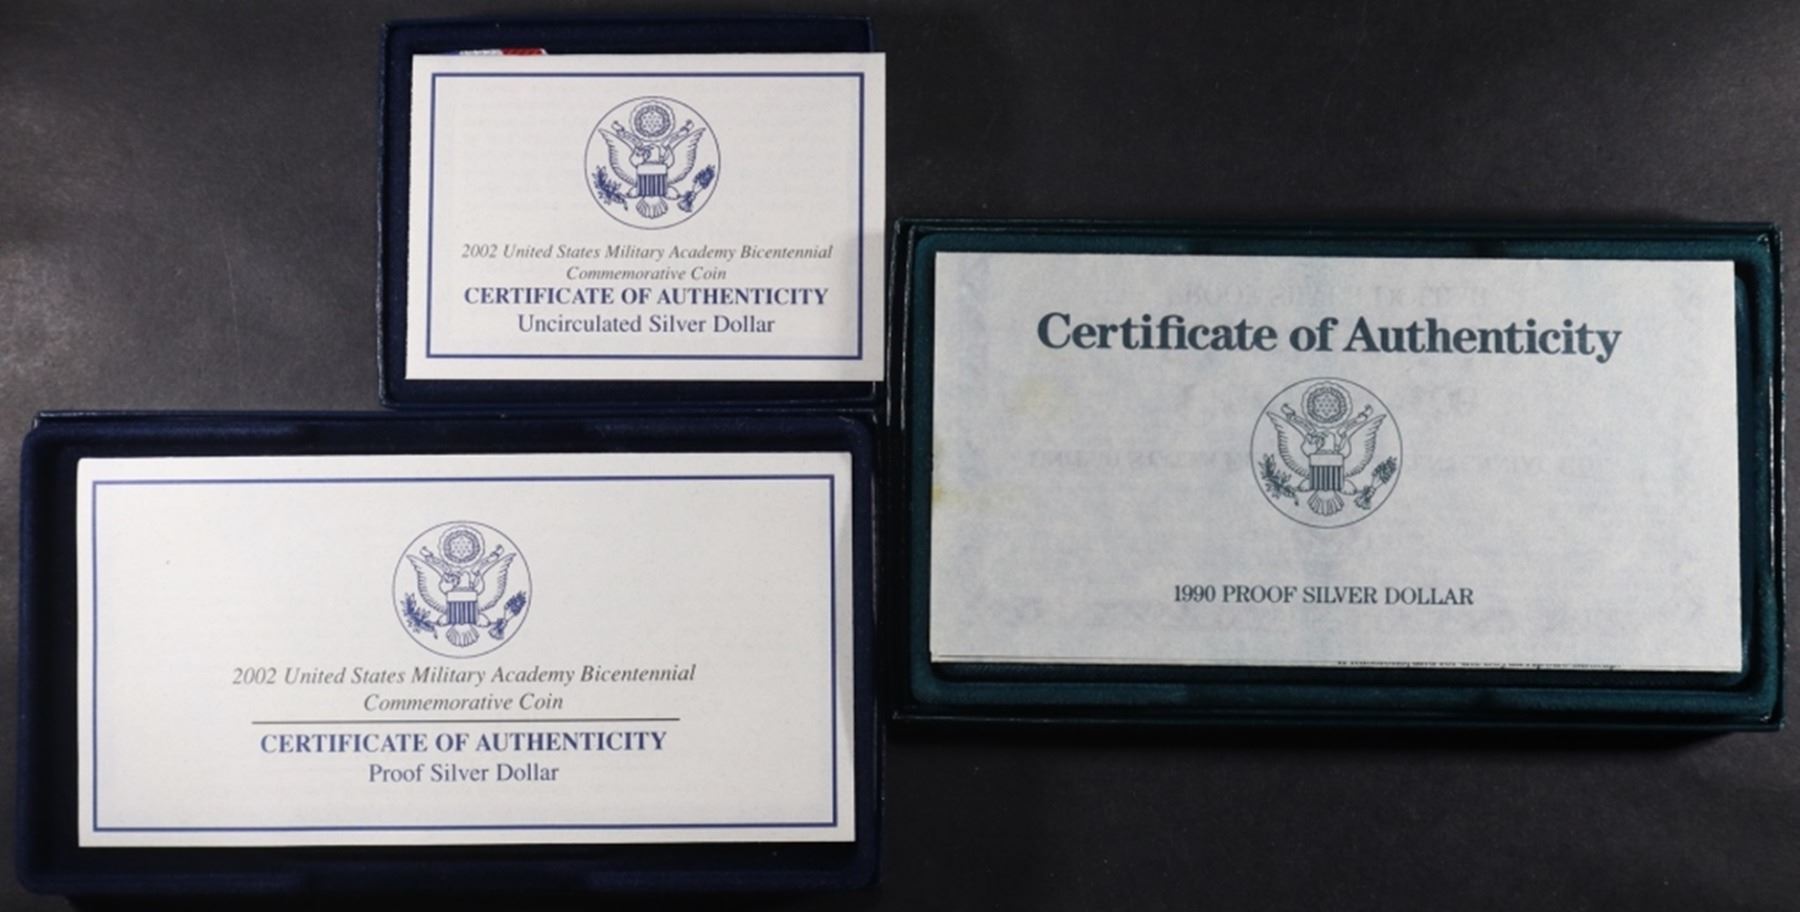 2002 United States Military Academy Bicentennial
Commemorative Coin
CERTIFICATE OF AUTHENTICITY
Uncirculated Silver Dollar
Certificate of Authenticity
1990 PROOF SILVER DOLLAR
2002 United States Military Academy Bicentennial
Commemorative Coin
CERTIFICATE OF AUTHENTICITY
Proof Silver Dollar